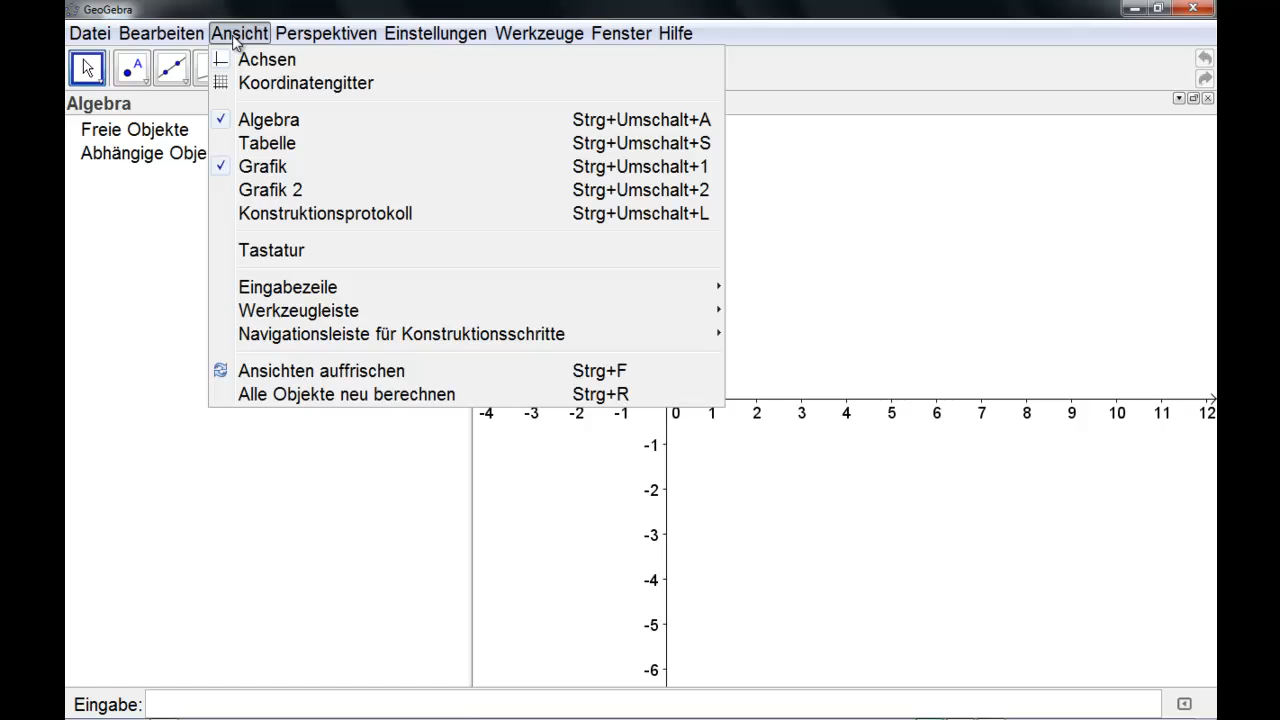 GeoGebra
Datei Bearbeiten Ansicht Perspektiven Einstellungen Werkzeuge Fenster Hilfe
Achsen
Koordinatengitter
Algebra
Freie Objekte
Abhängige Obje
Algebra Strg+Umschalt+A
Tabelle Strg+Umschalt+S
Grafik Strg+Umschalt+1
Grafik 2 Strg+Umschalt+2
Konstruktionsprotokoll Strg+Umschalt+L
Tastatur
Eingabezeile
Werkzeugleiste
Navigationsleiste für Konstruktionsschritte
Ansichten auffrischen Strg+F
Alle Objekte neu berechnen Strg+R
-4 -3 -2 -1 0 1 2 3 4 5 6 7 8 9 10 11 12
-1
-2
-3
-4
-5
-6
Eingabe: